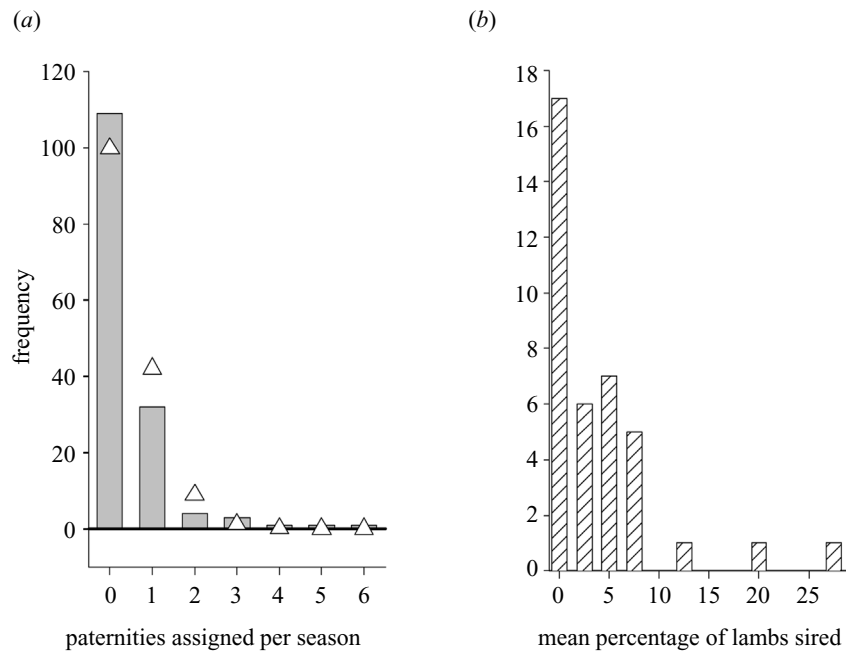 (a)
120
100
80
60
40
20
0
frequency
0 1 2 3 4 5 6
paternities assigned per season
(b)
18
16
14
12
10
8
6
4
2
0
0 5 10 15 20 25
mean percentage of lambs sired